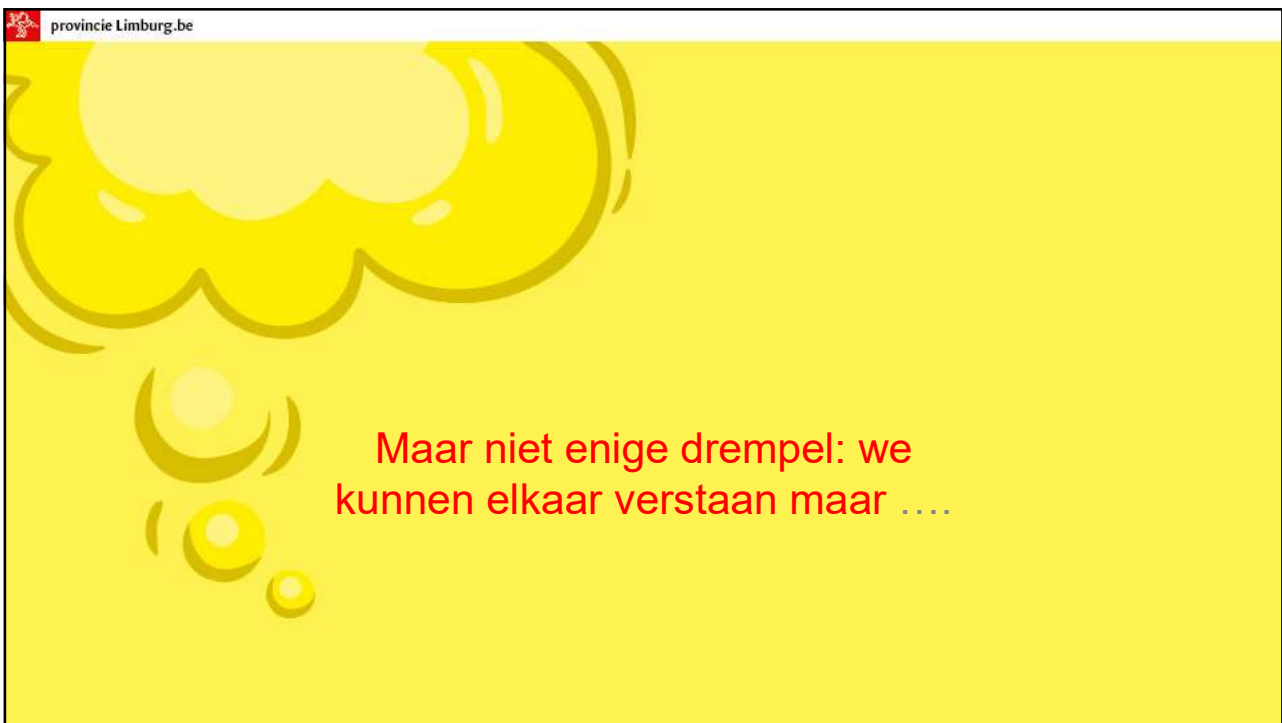 provincie Limburg.be
Maar niet enige drempel: we
kunnen elkaar verstaan maar ....